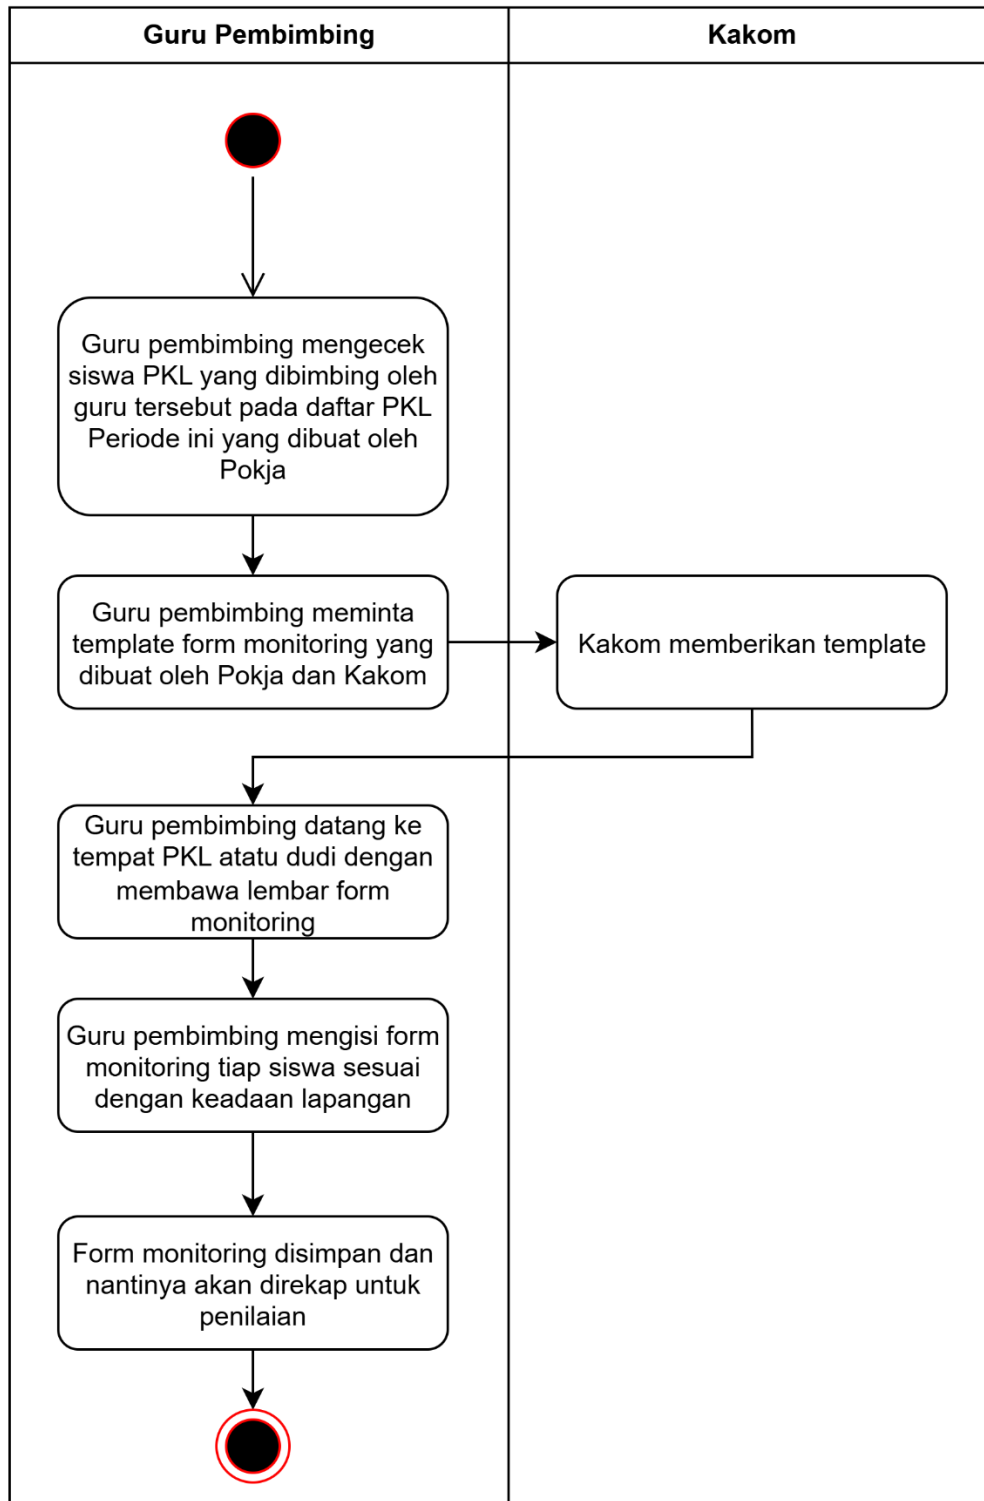 Guru Pembimbing
Kakom
Guru pembimbing mengecek
siswa PKL yang dibimbing oleh
guru tersebut pada daftar PKL
Periode ini yang dibuat oleh
Pokja
Guru pembimbing meminta
template form monitoring yang
dibuat oleh Pokja dan Kakom
Kakom memberikan template
Guru pembimbing datang ke
tempat PKL atatu dudi dengan
membawa lembar form
monitoring
Guru pembimbing mengisi form
monitoring tiap siswa sesuai
dengan keadaan lapangan
Form monitoring disimpan dan
nantinya akan direkap untuk
penilaian